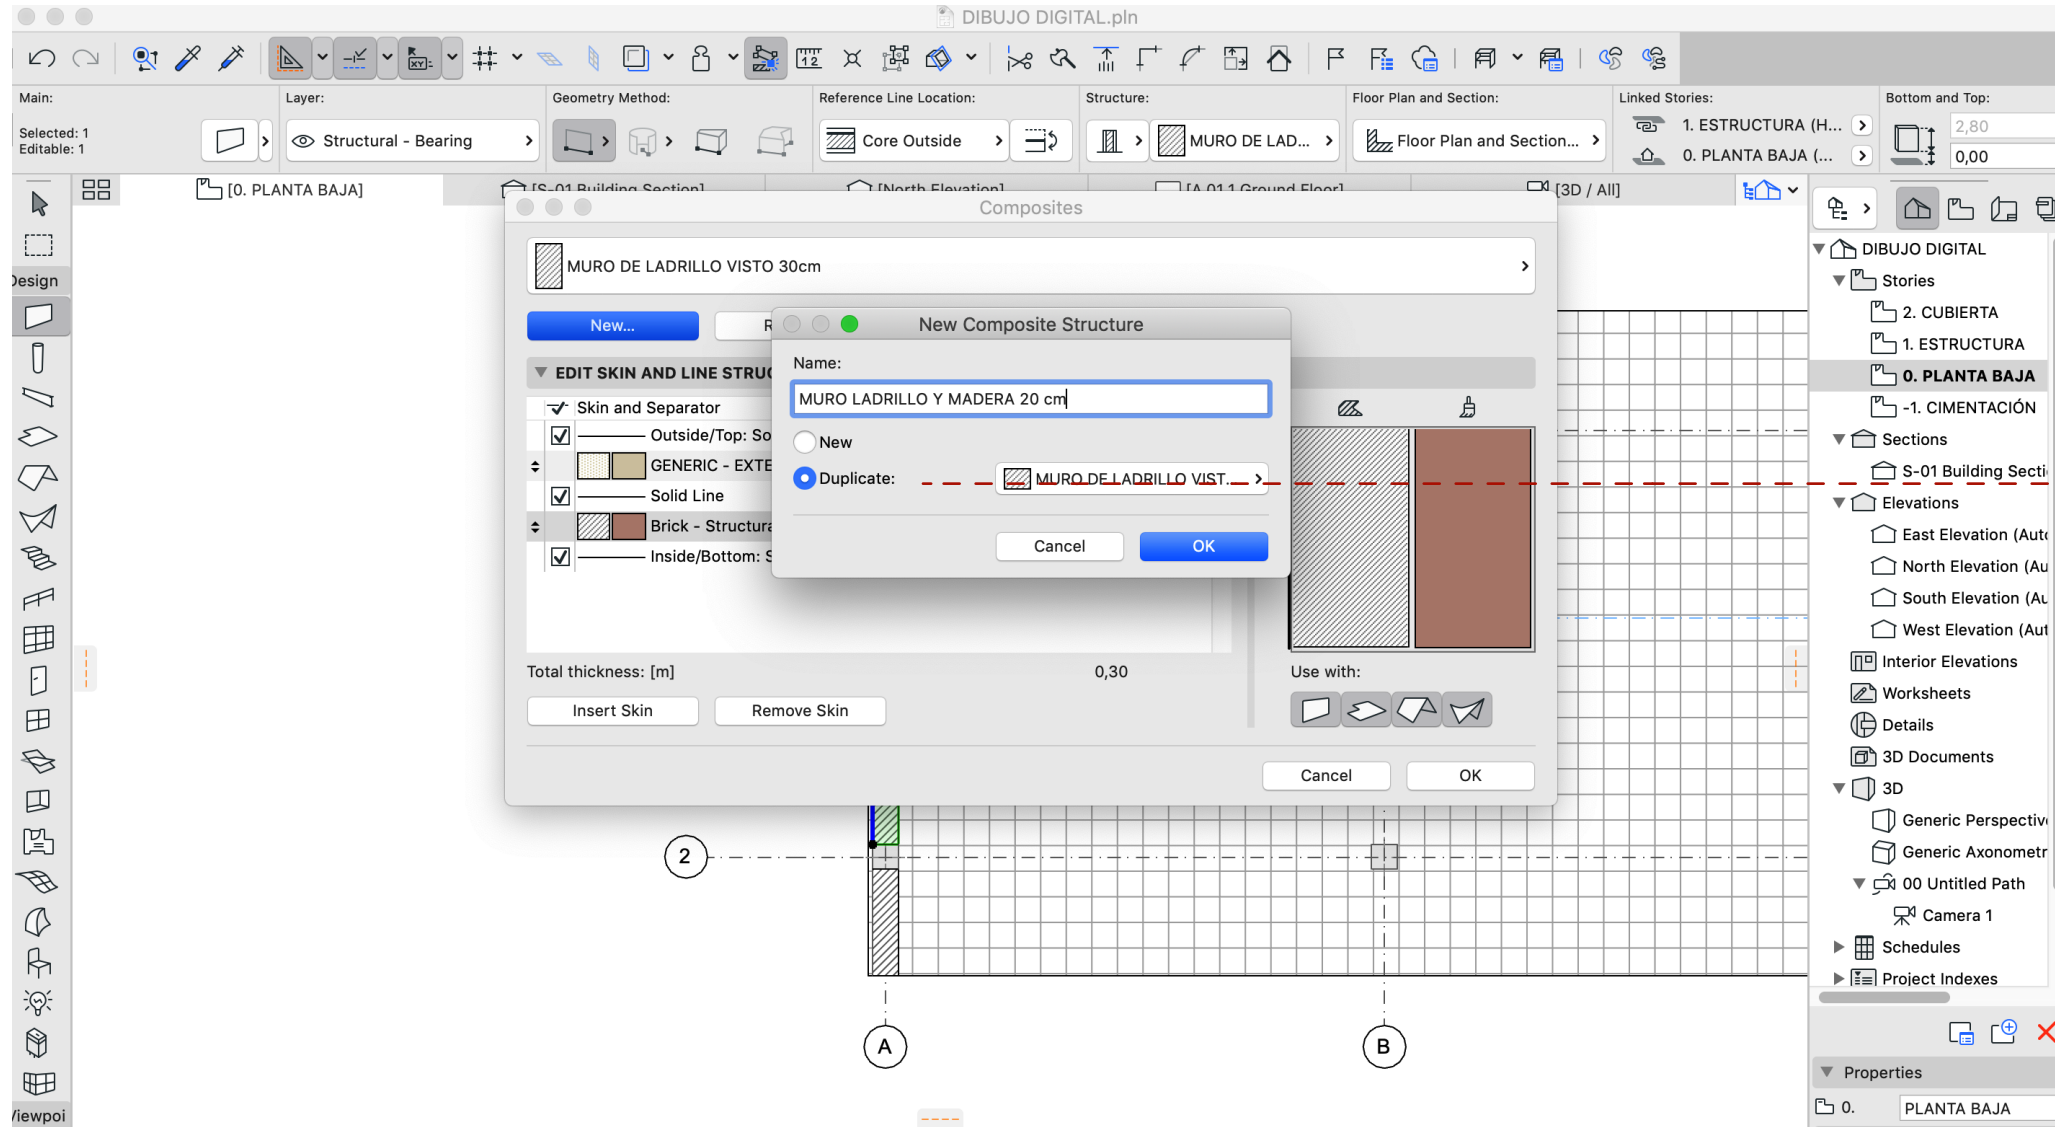 DIBUJO DIGITAL.pln
Main:
Layer:
Geometry Method:
Reference Line Location:
Structure:
Floor Plan and Section:
Linked Stories:
Bottom and Top:
Selected: 1
Editable: 1
Structural - Bearing
Core Outside
MURO DE LAD...
Floor Plan and Section...
1. ESTRUCTURA (H...
0. PLANTA BAJA (...
2,80
0,00
[0. PLANTA BAJA]
[S-01 Building Section]
[North Elevation]
[A.01.1 Ground Floor]
[3D / All]
Design
Viewpoi
Composites
MURO DE LADRILLO VISTO 30cm
New...
R
EDIT SKIN AND LINE STRUC
Skin and Separator
Outside/Top: So
GENERIC - EXTE
Solid Line
Brick - Structura
Inside/Bottom: S
Total thickness: [m]
0,30
Insert Skin
Remove Skin
Use with:
Cancel
OK
New Composite Structure
Name:
MURO LADRILLO Y MADERA 20 cm
New
Duplicate:
MURO DE LADRILLO VIST...
Cancel
OK
2
A
B
DIBUJO DIGITAL
Stories
2. CUBIERTA
1. ESTRUCTURA
0. PLANTA BAJA
-1. CIMENTACIÓN
Sections
S-01 Building Secti
Elevations
East Elevation (Auto
North Elevation (Au
South Elevation (Au
West Elevation (Aut
Interior Elevations
Worksheets
Details
3D Documents
3D
Generic Perspective
Generic Axonometr
00 Untitled Path
Camera 1
Schedules
Project Indexes
Properties
0.
PLANTA BAJA